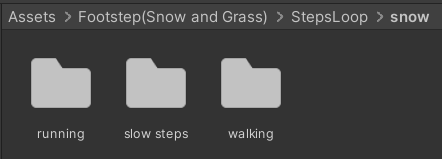 Assets > Footstep(Snow and Grass) > StepsLoop > snow
running slow steps walking